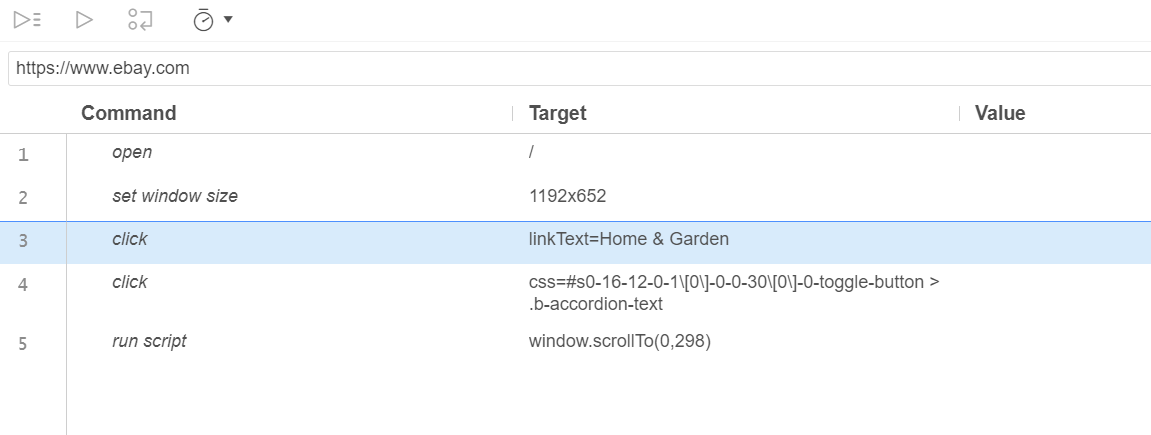 https://www.ebay.com
Command Target Value
1 open /
2 set window size 1192x652
3 click linkText=Home & Garden
4 click css=#s0-16-12-0-1\[0\]-0-0-30\[0\]-0-toggle-button >
.b-accordion-text
5 run script window.scrollTo(0,298)